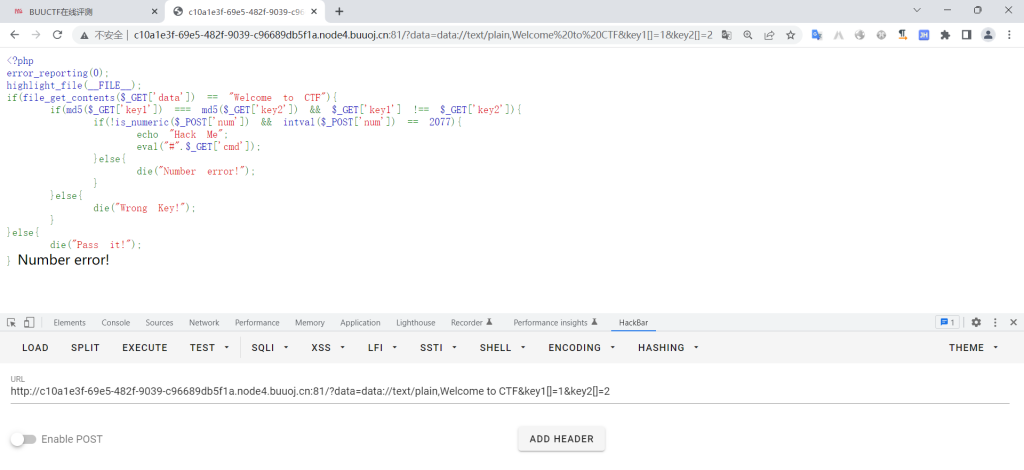 BUUCTF在线评测
c10a1e3f-69e5-482f-9039-c96
不安全 | c10a1e3f-69e5-482f-9039-c96689db5f1a.node4.buuoj.cn:81/?data=data://text/plain,Welcome%20to%20CTF&key1[]=1&key2[]=2
<?php
error_reporting(0);
highlight_file(__FILE__);
if(file_get_contents($_GET['data']) == "Welcome to CTF"){
if(md5($_GET['key1']) === md5($_GET['key2']) && $_GET['key1'] !== $_GET['key2']){
if(!is_numeric($_POST['num']) && intval($_POST['num']) == 2077){
echo "Hack Me";
eval("#".$_GET['cmd']);
}else{
die("Number error!");
}
}else{
die("Wrong Key!");
}
}else{
die("Pass it!");
} Number error!
Elements Console Sources Network Performance Memory Application Lighthouse Recorder Performance insights HackBar 1
LOAD SPLIT EXECUTE TEST SQLI XSS LFI SSTI SHELL ENCODING HASHING THEME
URL
http://c10a1e3f-69e5-482f-9039-c96689db5f1a.node4.buuoj.cn:81/?data=data://text/plain,Welcome to CTF&key1[]=1&key2[]=2
Enable POST
ADD HEADER